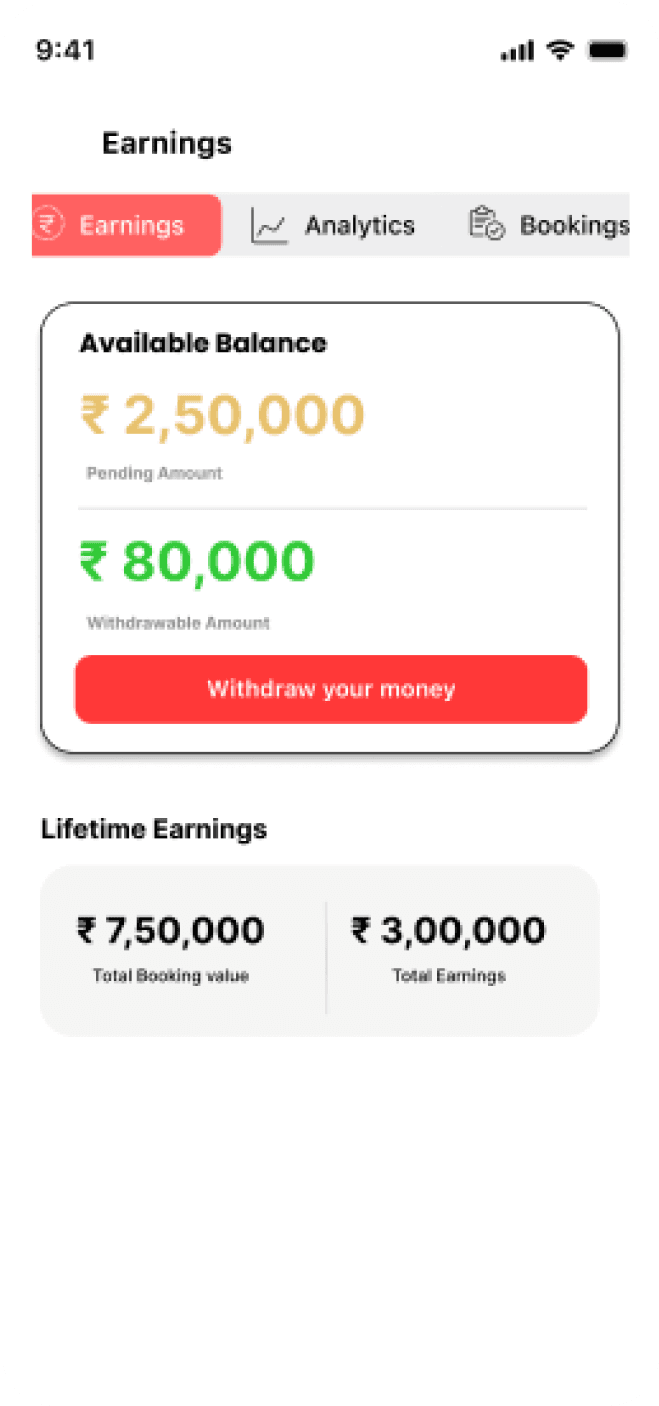 9:41
Earnings
₹ Earnings Analytics Bookings
Available Balance
₹ 2,50,000
Pending Amount
₹ 80,000
Withdrawable Amount
Withdraw your money
Lifetime Earnings
₹ 7,50,000 ₹ 3,00,000
Total Booking value Total Earnings